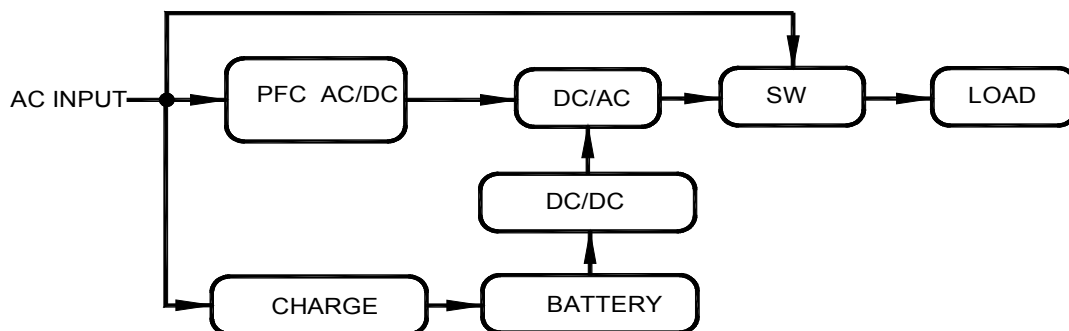 AC INPUT
PFC AC/DC
DC/AC
SW
LOAD
DC/DC
CHARGE
BATTERY